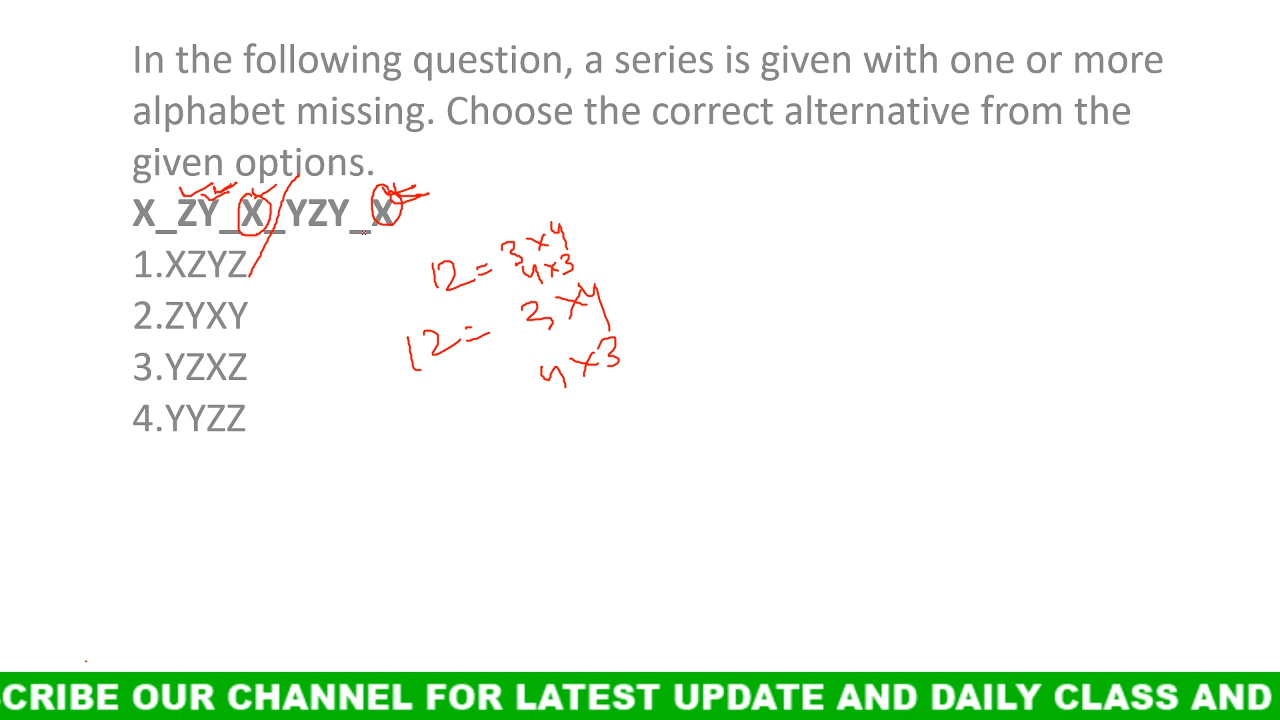 In the following question, a series is given with one or more
alphabet missing. Choose the correct alternative from the
given options.
X_ZY_X_YZY_X
1.XZYZ
2.ZYXY
3.YZXZ
4.YYZZ
12 = 3 x 4
4 x 3
12 = 3 x 4
4 x 3
CRIBE OUR CHANNEL FOR LATEST UPDATE AND DAILY CLASS AND